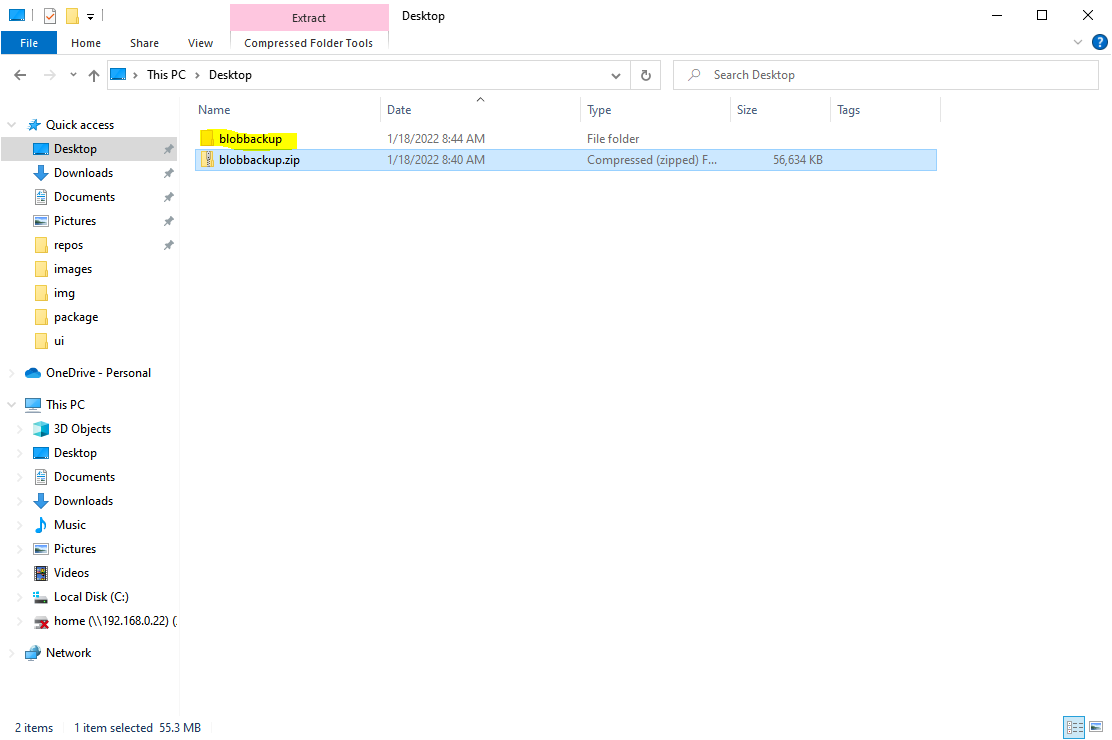 Extract
Desktop
File Home Share View Compressed Folder Tools
?
This PC Desktop
Search Desktop
Name Date Type Size Tags
blobbackup 1/18/2022 8:44 AM File folder
blobbackup.zip 1/18/2022 8:40 AM Compressed (zipped) F... 56,634 KB
Quick access
Desktop
Downloads
Documents
Pictures
repos
images
img
package
ui
OneDrive - Personal
This PC
3D Objects
Desktop
Documents
Downloads
Music
Pictures
Videos
Local Disk (C:)
home (\\192.168.0.22) (
Network
2 items 1 item selected 55.3 MB